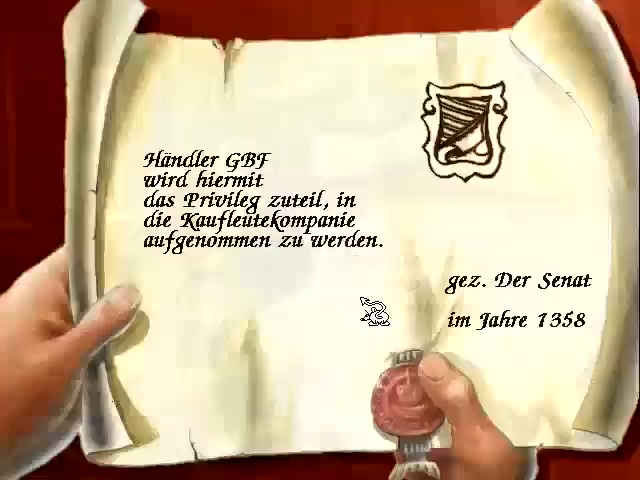 Händler GBF
wird hiermit
das Privileg zuteil, in
die Kaufleutekompanie
aufgenommen zu werden.
gez. Der Senat
im Jahre 1358